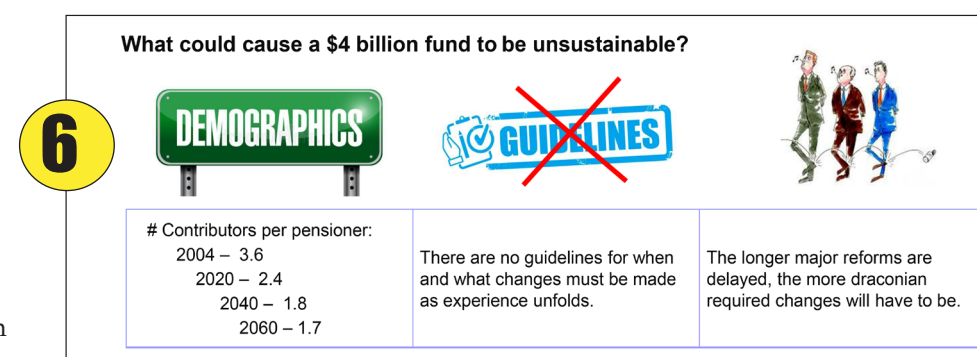 What could cause a $4 billion fund to be unsustainable?
6
DEMOGRAPHICS
GUIDELINES
# Contributors per pensioner:
2004 – 3.6
2020 – 2.4
2040 – 1.8
2060 – 1.7
There are no guidelines for when
and what changes must be made
as experience unfolds.
The longer major reforms are
delayed, the more draconian
required changes will have to be.